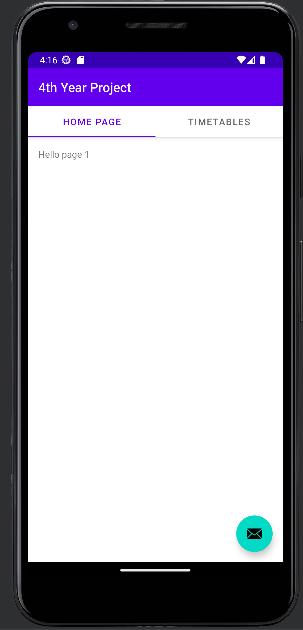 4:16
4th Year Project
HOME PAGE TIMETABLES
Hello page 1